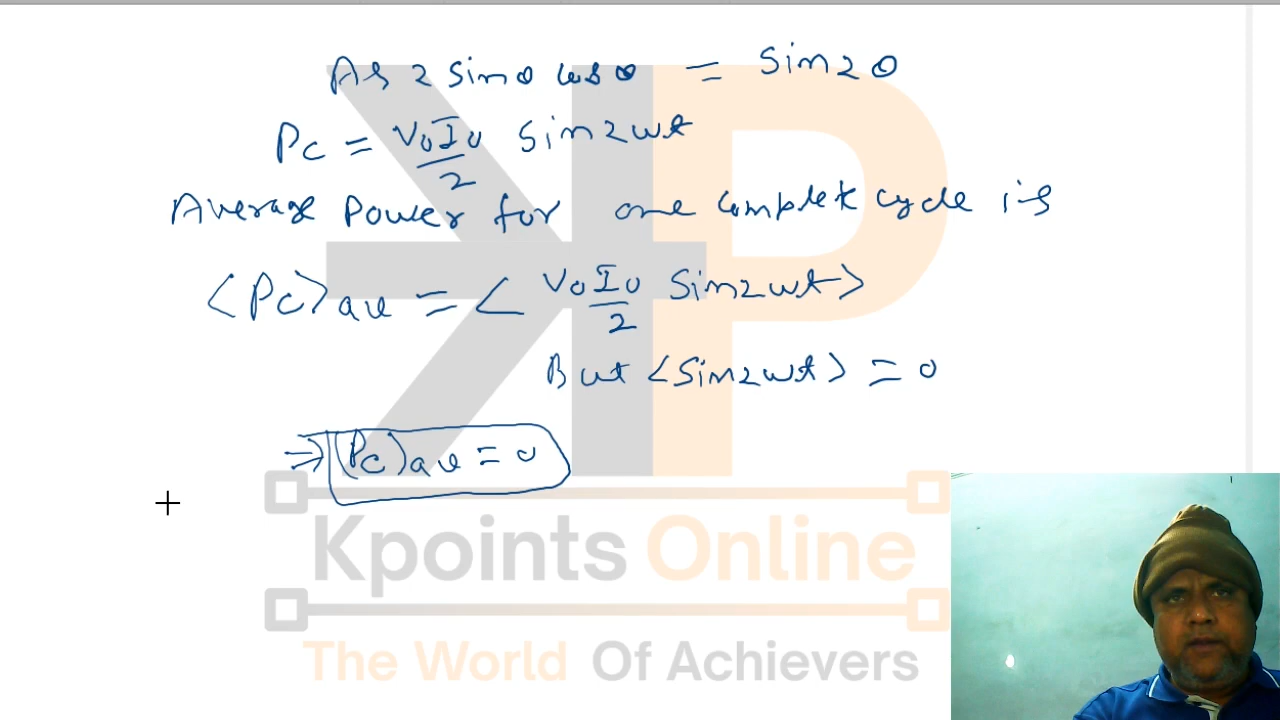 As 2 sinθ cosθ = sin2θ
Pc = V₀I₀/2 sin2ωt
Average Power for one complete cycle is
<Pc>av = < V₀I₀/2 sin2ωt>
But <sin2ωt> = 0
⇒ (Pc)av = 0
Kpoints Online
The World Of Achievers